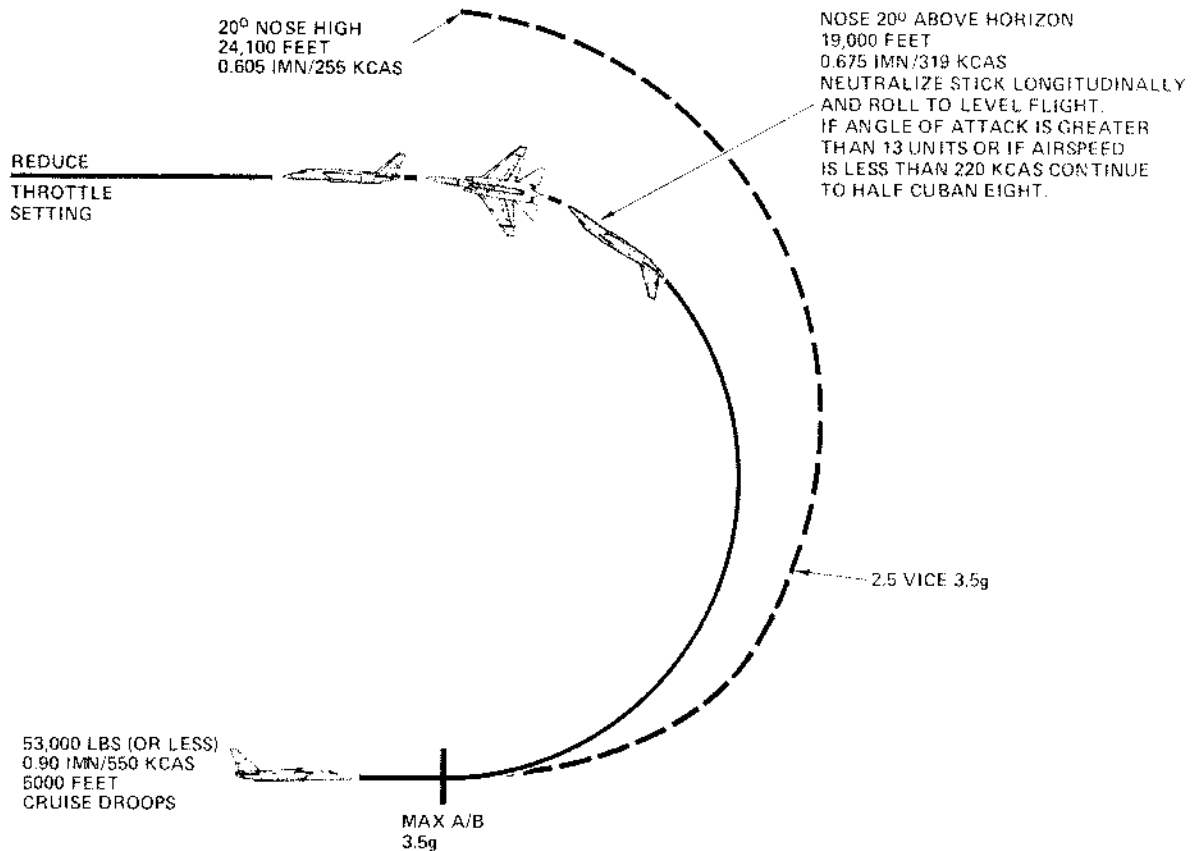 20° NOSE HIGH
24,100 FEET
0.605 IMN/255 KCAS
NOSE 20° ABOVE HORIZON
19,000 FEET
0.675 IMN/319 KCAS
NEUTRALIZE STICK LONGITUDINALLY
AND ROLL TO LEVEL FLIGHT.
IF ANGLE OF ATTACK IS GREATER
THAN 13 UNITS OR IF AIRSPEED
IS LESS THAN 220 KCAS CONTINUE
TO HALF CUBAN EIGHT.
REDUCE
THROTTLE
SETTING
2.5 VICE 3.5g
53,000 LBS (OR LESS)
0.90 IMN/550 KCAS
5000 FEET
CRUISE DROOPS
MAX A/B
3.5g